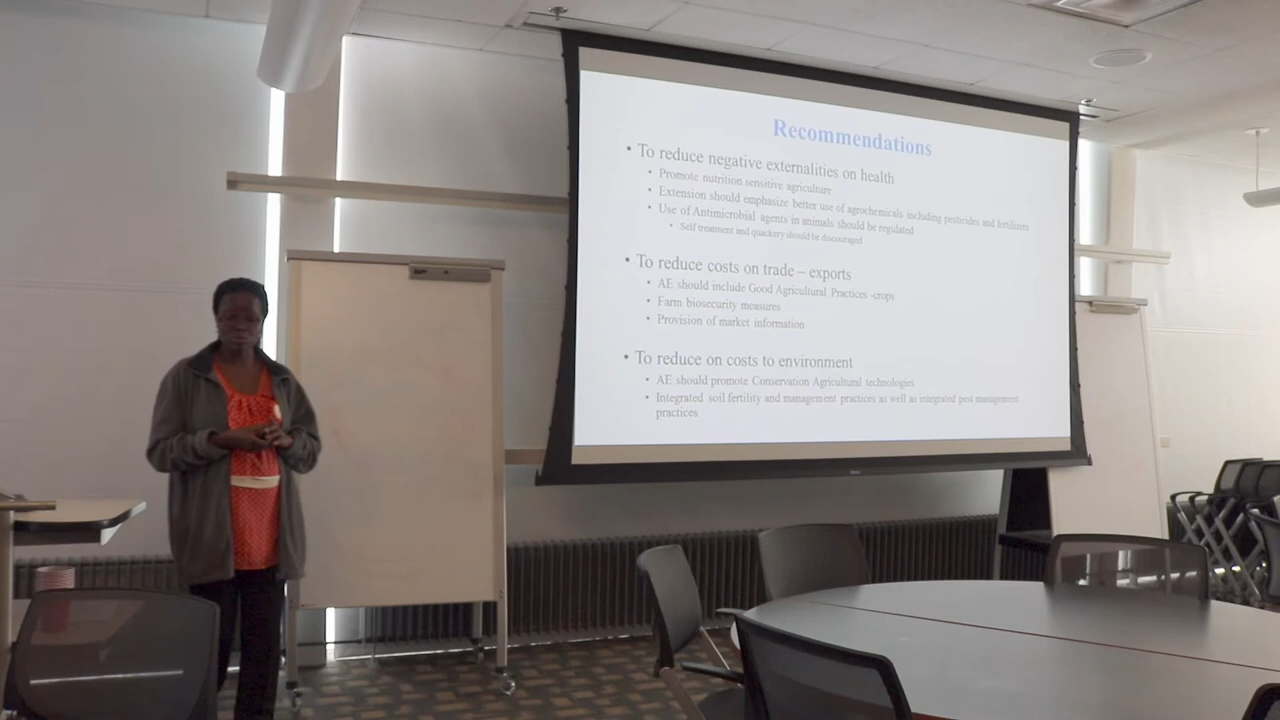 Recommendations
• To reduce negative externalities on health
• Promote nutrition sensitive agriculture
• Extension should emphasize better use of agrochemicals including pesticides and fertilizers
• Use of Antimicrobial agents in animals should be regulated
• Self treatment and quackery should be discouraged
• To reduce costs on trade – exports
• AE should include Good Agricultural Practices -crops
• Farm biosecurity measures
• Provision of market information
• To reduce on costs to environment
• AE should promote Conservation Agricultural technologies
• Integrated soil fertility and management practices as well as integrated pest management
practices